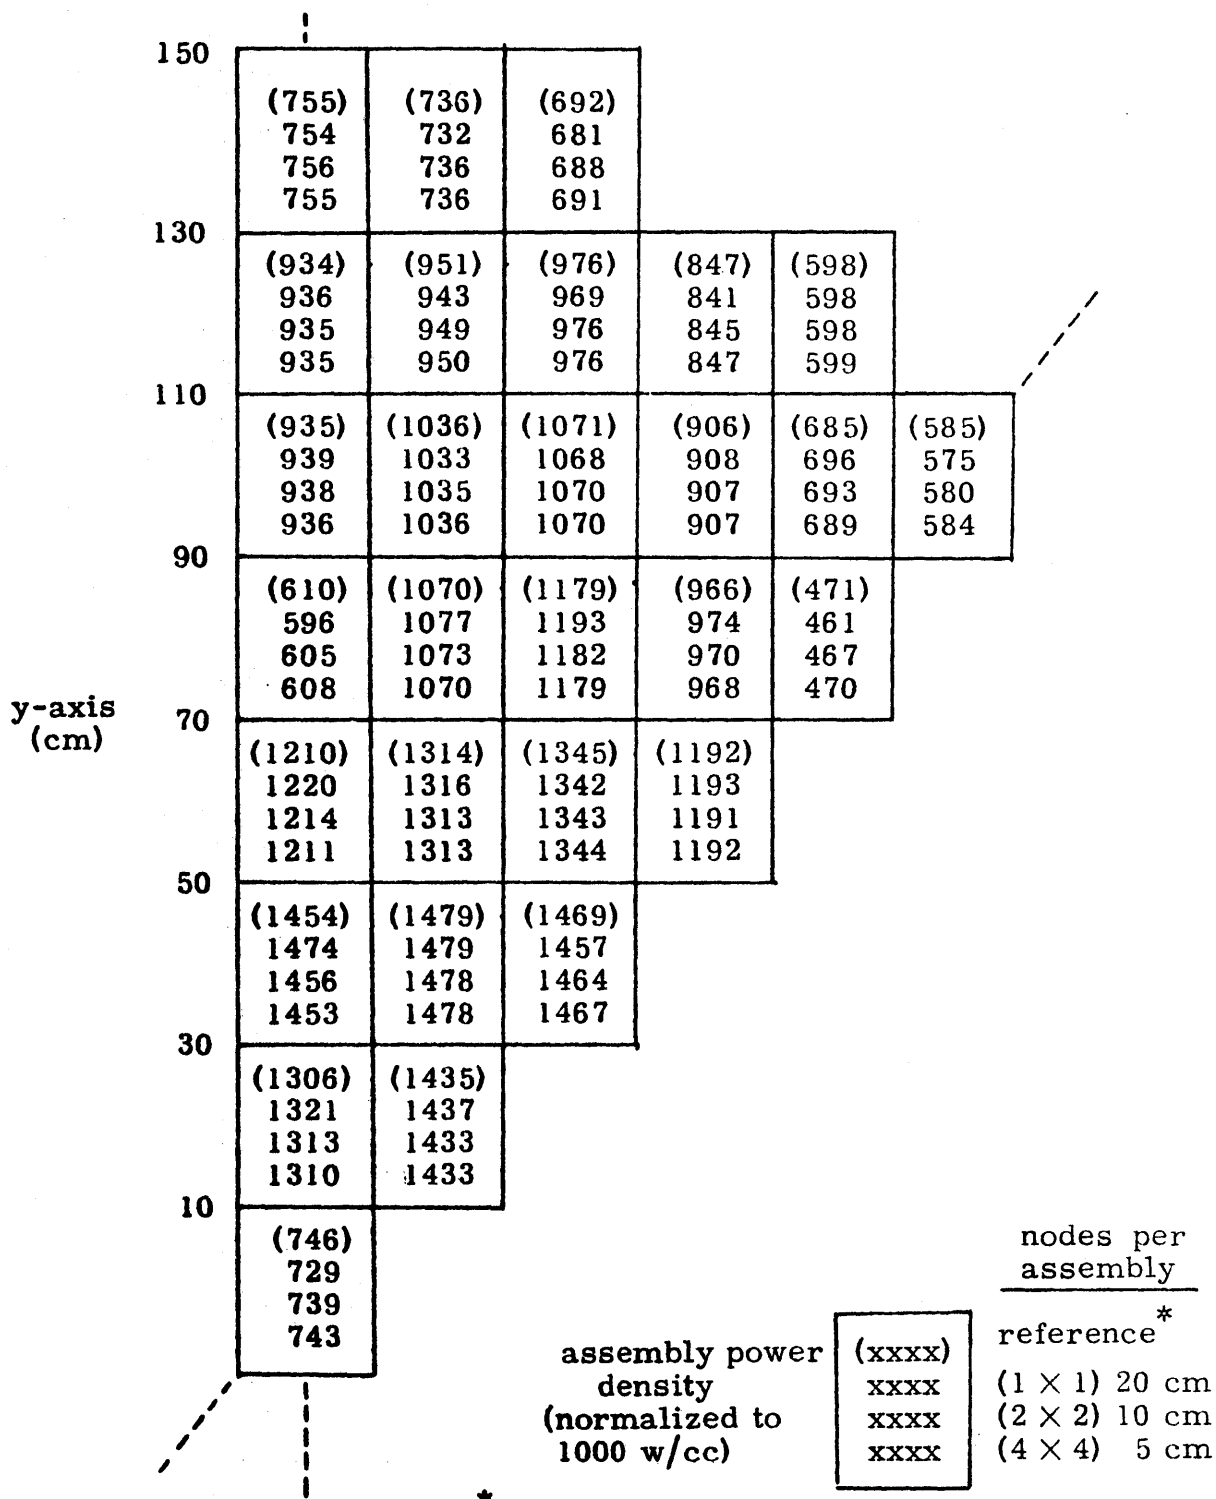 150
(755) (736) (692)
754 732 681
756 736 688
755 736 691
130
(934) (951) (976) (847) (598)
936 943 969 841 598
935 949 976 845 598
935 950 976 847 599
110
(935) (1036) (1071) (906) (685) (585)
939 1033 1068 908 696 575
938 1035 1070 907 693 580
936 1036 1070 907 689 584
90
(610) (1070) (1179) (966) (471)
596 1077 1193 974 461
605 1073 1182 970 467
608 1070 1179 968 470
y-axis
(cm)
70
(1210) (1314) (1345) (1192)
1220 1316 1342 1193
1214 1313 1343 1191
1211 1313 1344 1192
50
(1454) (1479) (1469)
1474 1479 1457
1456 1478 1464
1453 1478 1467
30
(1306) (1435)
1321 1437
1313 1433
1310 1433
10
(746)
729
739
743
nodes per
assembly
assembly power
density
(normalized to
1000 w/cc)
(xxxx) reference*
xxxx (1 × 1) 20 cm
xxxx (2 × 2) 10 cm
xxxx (4 × 4) 5 cm
*